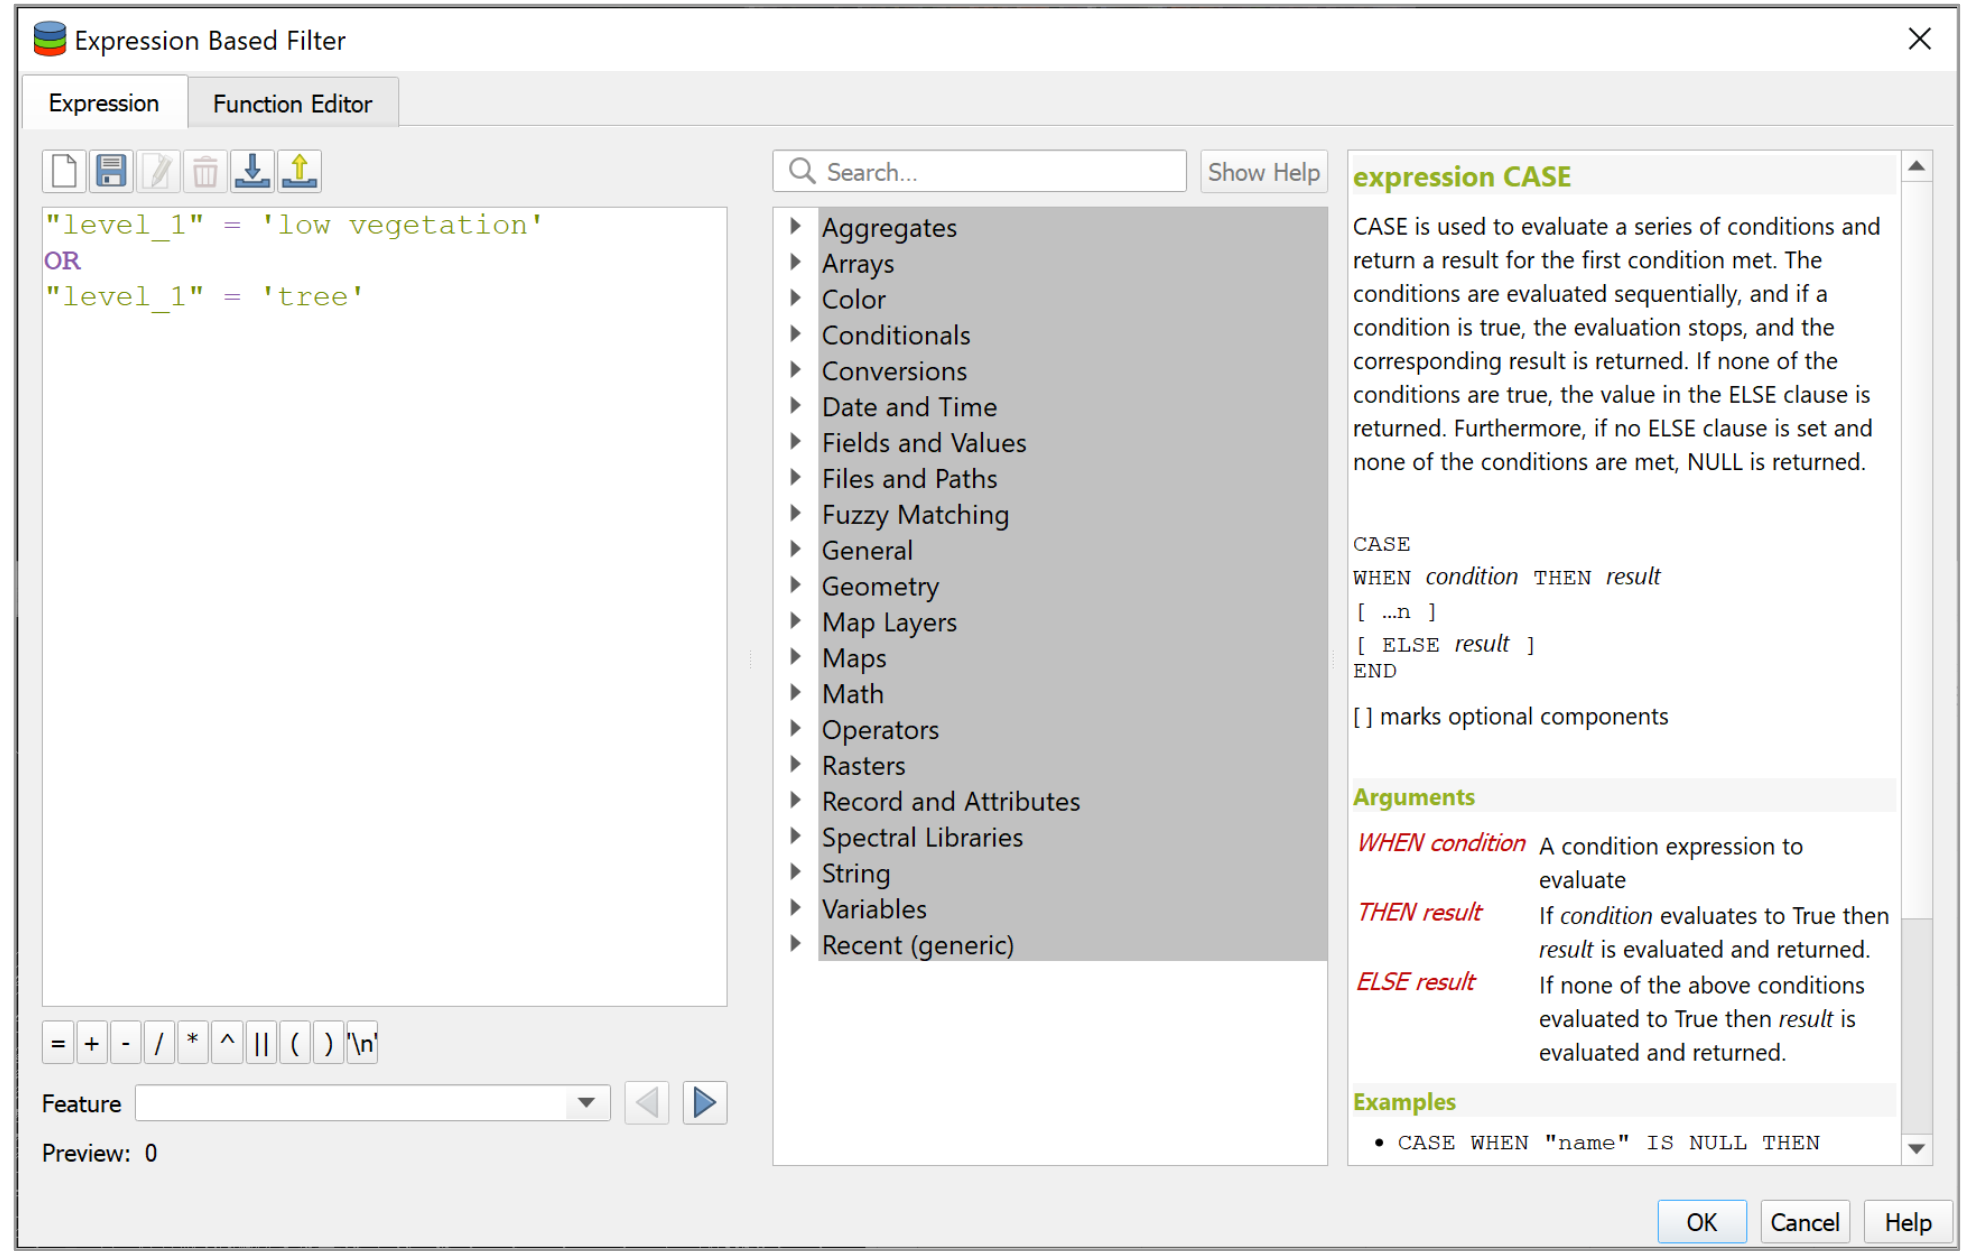 Expression Based Filter
Expression
Function Editor
"level_1" = 'low vegetation'
OR
"level_1" = 'tree'
= + - / * ^ || ( ) '\n'
Feature
Preview: 0
Search...
Show Help
Aggregates
Arrays
Color
Conditionals
Conversions
Date and Time
Fields and Values
Files and Paths
Fuzzy Matching
General
Geometry
Map Layers
Maps
Math
Operators
Rasters
Record and Attributes
Spectral Libraries
String
Variables
Recent (generic)
expression CASE
CASE is used to evaluate a series of conditions and
return a result for the first condition met. The
conditions are evaluated sequentially, and if a
condition is true, the evaluation stops, and the
corresponding result is returned. If none of the
conditions are true, the value in the ELSE clause is
returned. Furthermore, if no ELSE clause is set and
none of the conditions are met, NULL is returned.
CASE
WHEN condition THEN result
[ …n ]
[ ELSE result ]
END
[ ] marks optional components
Arguments
WHEN condition A condition expression to
evaluate
THEN result If condition evaluates to True then
result is evaluated and returned.
ELSE result If none of the above conditions
evaluated to True then result is
evaluated and returned.
Examples
• CASE WHEN "name" IS NULL THEN
OK
Cancel
Help